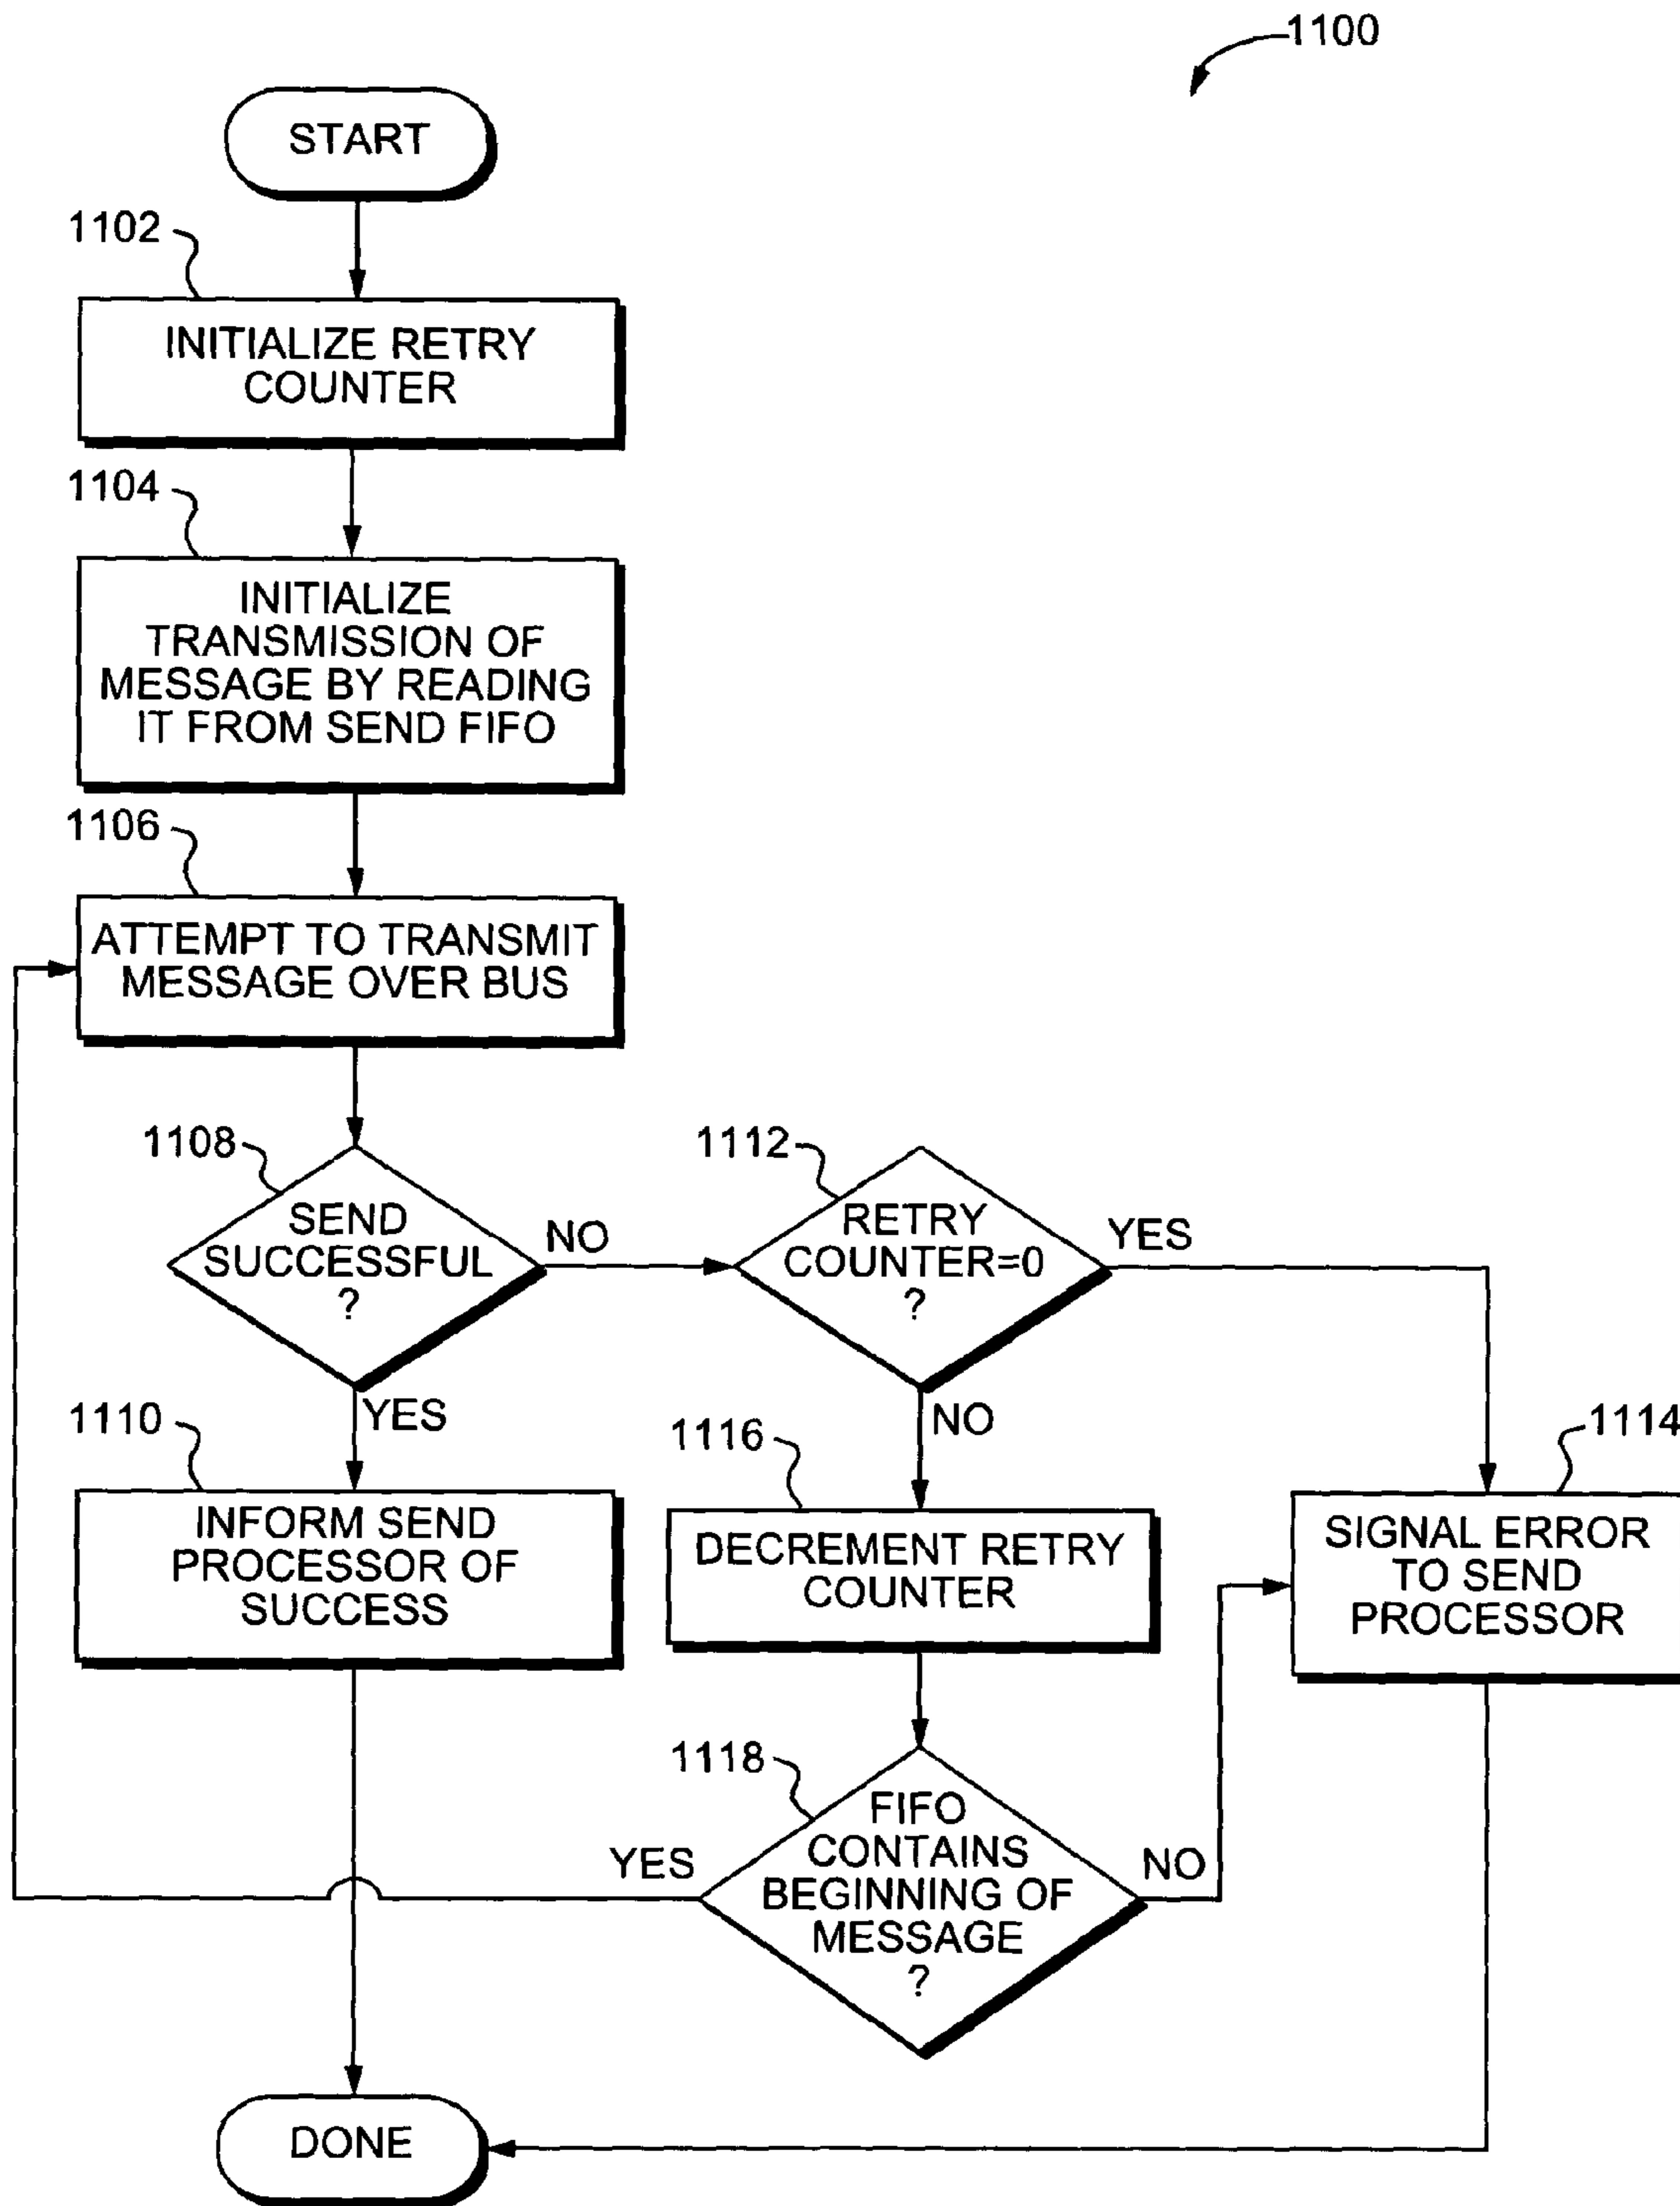 1100
START
1102
INITIALIZE RETRY
COUNTER
1104
INITIALIZE
TRANSMISSION OF
MESSAGE BY READING
IT FROM SEND FIFO
1106
ATTEMPT TO TRANSMIT
MESSAGE OVER BUS
1108
SEND
SUCCESSFUL
?
NO
1112
RETRY
COUNTER=0
?
YES
YES
1110
INFORM SEND
PROCESSOR OF
SUCCESS
NO
1116
DECREMENT RETRY
COUNTER
1114
SIGNAL ERROR
TO SEND
PROCESSOR
1118
FIFO
CONTAINS
BEGINNING OF
MESSAGE
?
YES
NO
DONE